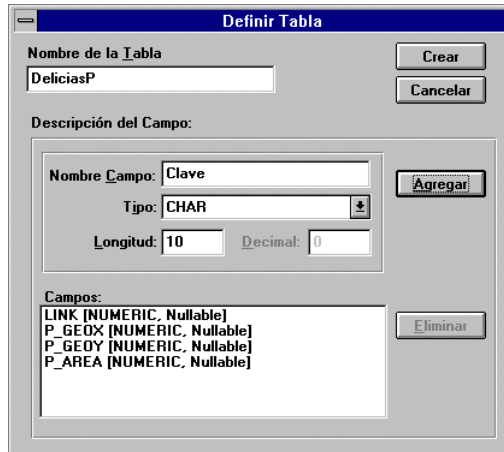 Definir Tabla
Nombre de la Tabla
DeliciasP
Crear
Cancelar
Descripción del Campo:
Nombre Campo: Clave
Agregar
Tipo: CHAR
Longitud: 10 Decimal: 0
Campos:
LINK [NUMERIC, Nullable]
P_GEOX [NUMERIC, Nullable]
P_GEOY [NUMERIC, Nullable]
P_AREA [NUMERIC, Nullable]
Eliminar